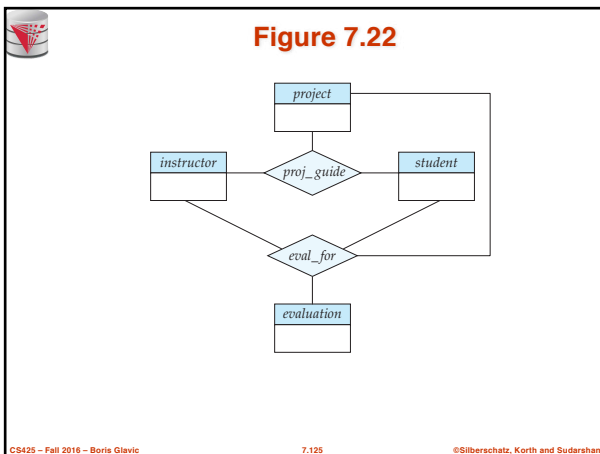 Figure 7.22
project
instructor
proj_guide
student
eval_for
evaluation
CS425 – Fall 2016 – Boris Glavic
7.125
©Silberschatz, Korth and Sudarshan